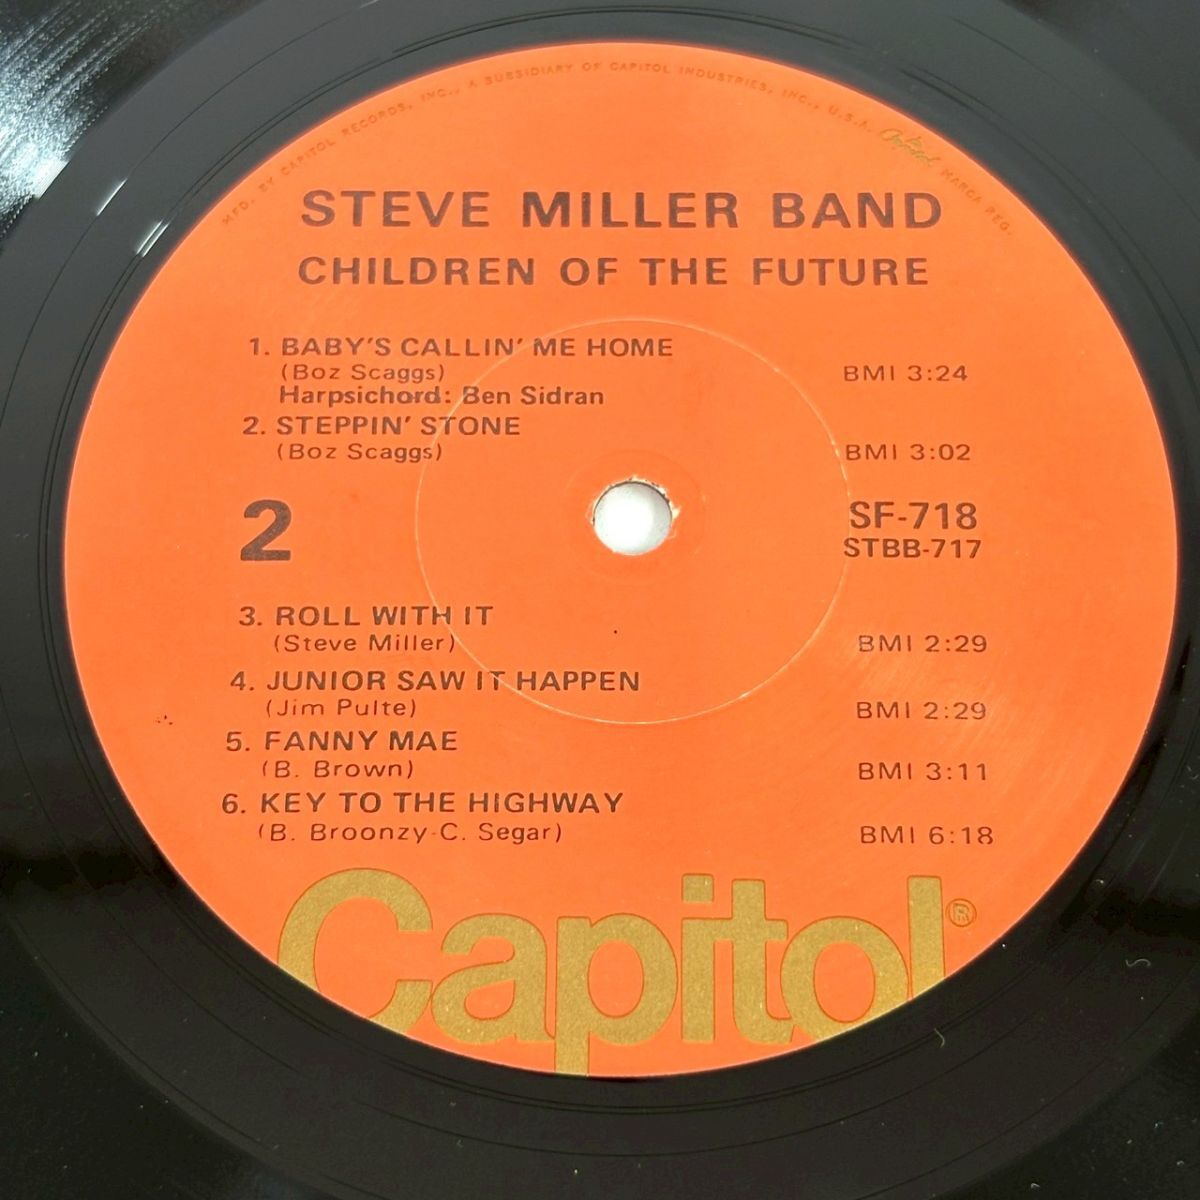 MFD. BY CAPITOL RECORDS, INC., A SUBSIDIARY OF CAPITOL INDUSTRIES, INC., U.S.A. Capitol MARCA REG.
STEVE MILLER BAND
CHILDREN OF THE FUTURE
1. BABY'S CALLIN' ME HOME
(Boz Scaggs) BMI 3:24
Harpsichord: Ben Sidran
2. STEPPIN' STONE
(Boz Scaggs) BMI 3:02
2 SF-718
STBB-717
3. ROLL WITH IT
(Steve Miller) BMI 2:29
4. JUNIOR SAW IT HAPPEN
(Jim Pulte) BMI 2:29
5. FANNY MAE
(B. Brown) BMI 3:11
6. KEY TO THE HIGHWAY
(B. Broonzy-C. Segar) BMI 6:18
Capitol®